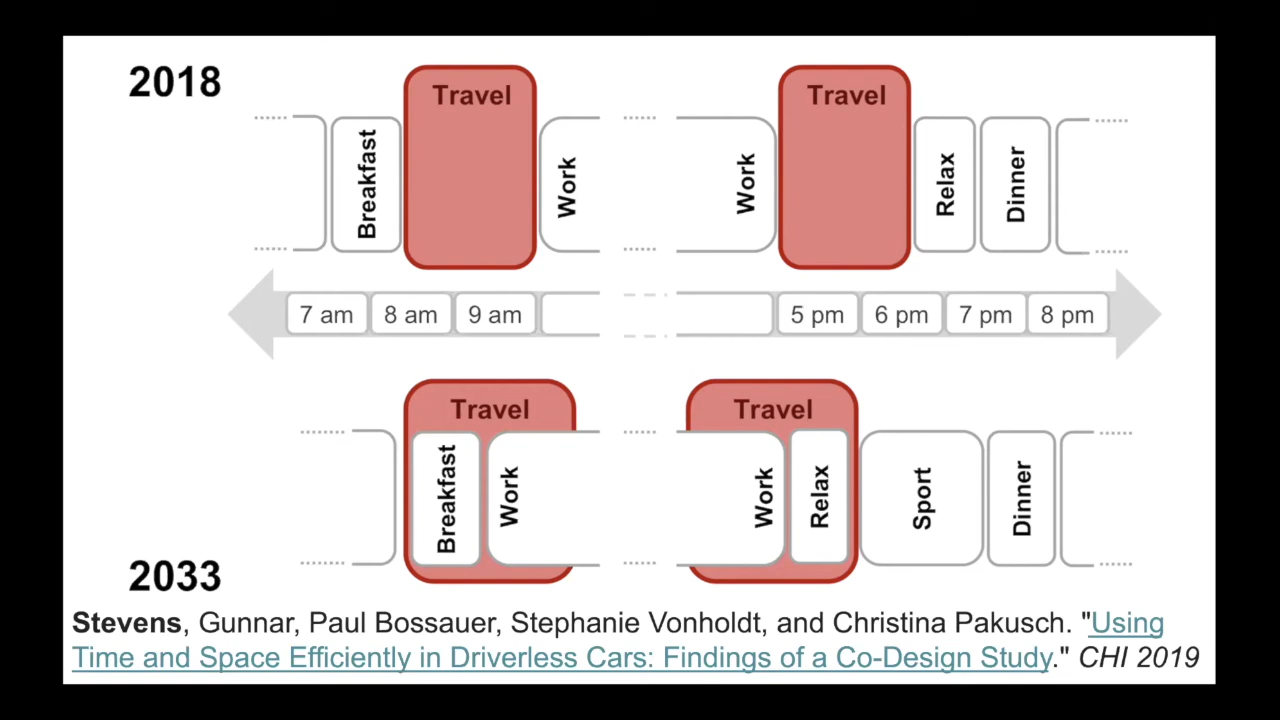 2018
Travel
Travel
Breakfast
Work
Work
Relax
Dinner
7 am 8 am 9 am 5 pm 6 pm 7 pm 8 pm
Travel
Travel
Breakfast
Work
Work
Relax
Sport
Dinner
2033
Stevens, Gunnar, Paul Bossauer, Stephanie Vonholdt, and Christina Pakusch. "Using
Time and Space Efficiently in Driverless Cars: Findings of a Co-Design Study." CHI 2019